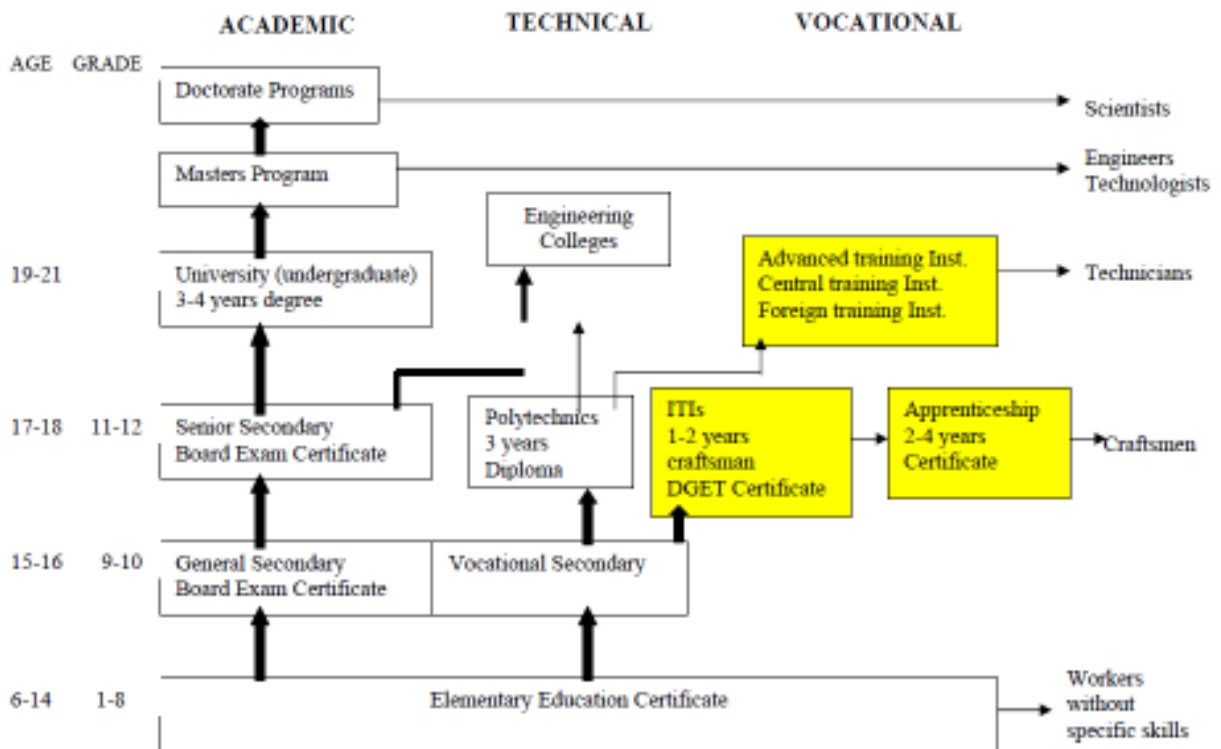 ACADEMIC TECHNICAL VOCATIONAL
AGE GRADE
Doctorate Programs
Scientists
Masters Program
Engineers
Technologists
Engineering
Colleges
19-21
University (undergraduate)
3-4 years degree
Advanced training Inst.
Central training Inst.
Foreign training Inst.
Technicians
17-18 11-12
Senior Secondary
Board Exam Certificate
Polytechnics
3 years
Diploma
ITIs
1-2 years
craftsman
DGET Certificate
Apprenticeship
2-4 years
Certificate
Craftsmen
15-16 9-10
General Secondary
Board Exam Certificate
Vocational Secondary
6-14 1-8
Elementary Education Certificate
Workers
without
specific skills